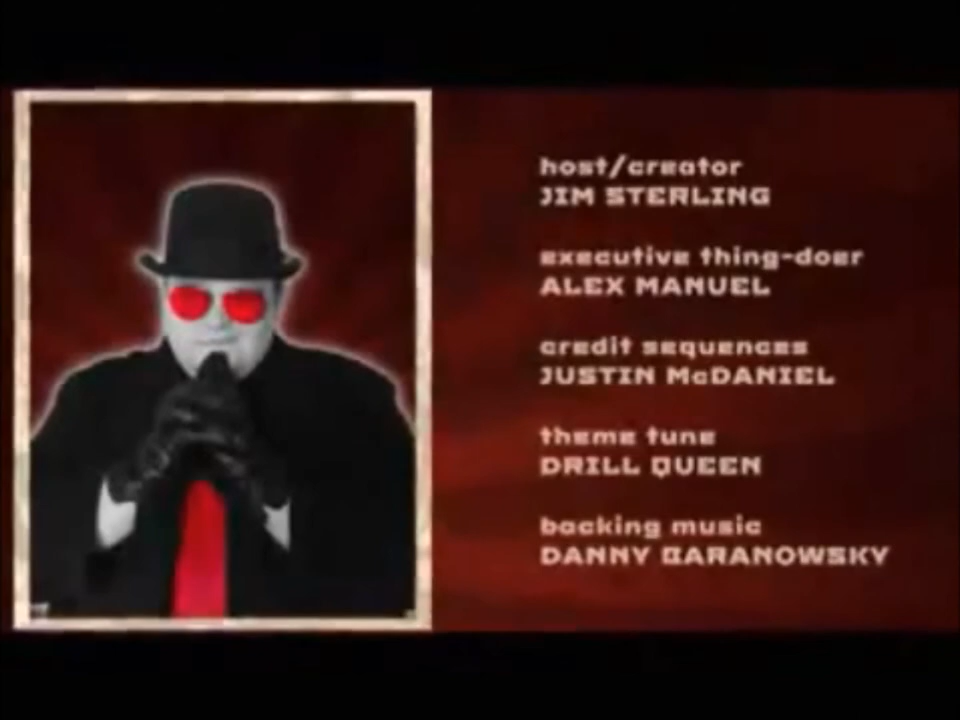 host/creator
JIM STERLING
executive thing-doer
ALEX MANUEL
credit sequences
JUSTIN McDANIEL
theme tune
DRILL QUEEN
backing music
DANNY BARANOWSKY